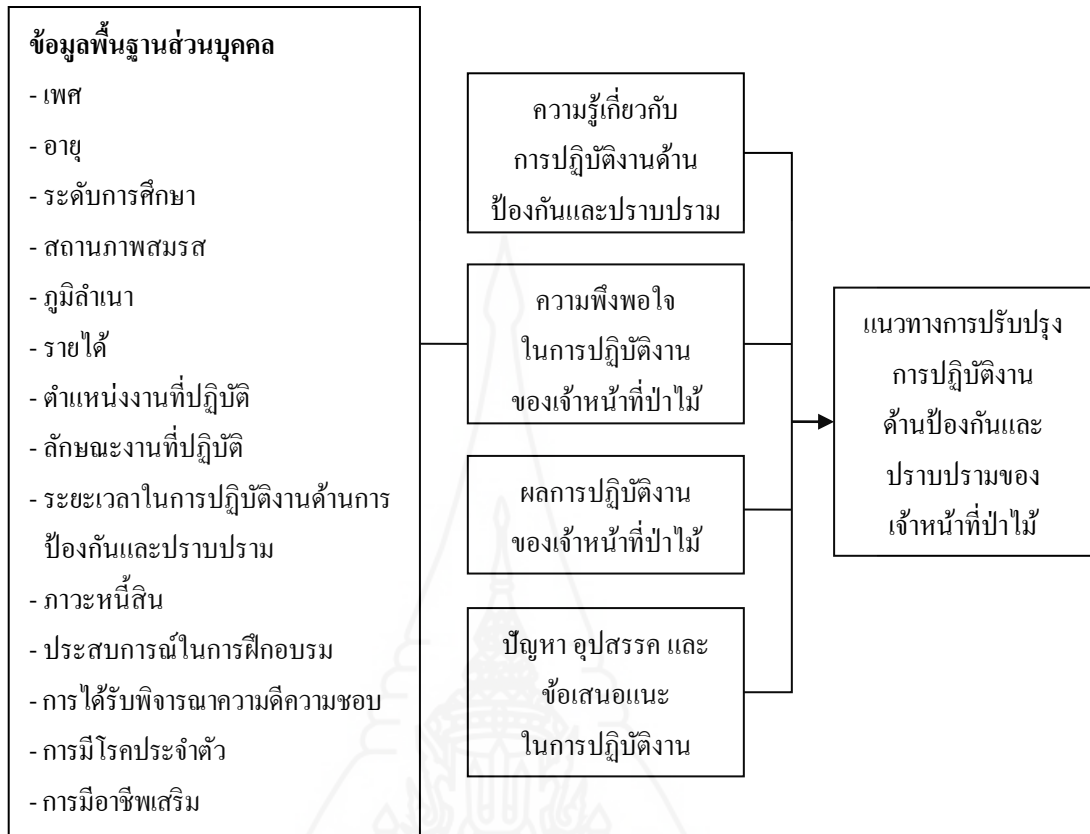 ข้อมูลพื้นฐานส่วนบุคคล
- เพศ
- อายุ
- ระดับการศึกษา
- สถานภาพสมรส
- ภูมิลำเนา
- รายได้
- ตำแหน่งงานที่ปฏิบัติ
- ลักษณะงานที่ปฏิบัติ
- ระยะเวลาในการปฏิบัติงานด้านการ
ป้องกันและปราบปราม
- ภาวะหนี้สิน
- ประสบการณ์ในการฝึกอบรม
- การได้รับพิจารณาความดีความชอบ
- การมีโรคประจำตัว
- การมีอาชีพเสริม
ความรู้เกี่ยวกับ
การปฏิบัติงานด้าน
ป้องกันและปราบปราม
ความพึงพอใจ
ในการปฏิบัติงาน
ของเจ้าหน้าที่ป่าไม้
ผลการปฏิบัติงาน
ของเจ้าหน้าที่ป่าไม้
ปัญหา อุปสรรค และ
ข้อเสนอแนะ
ในการปฏิบัติงาน
แนวทางการปรับปรุง
การปฏิบัติงาน
ด้านป้องกันและ
ปราบปรามของ
เจ้าหน้าที่ป่าไม้